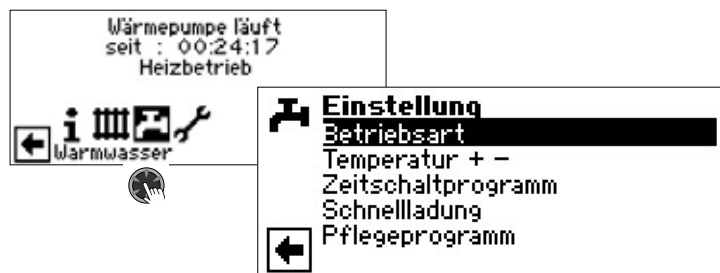 Wärmepumpe läuft
seit : 00:24:17
Heizbetrieb
Warmwasser
Einstellung
Betriebsart
Temperatur + −
Zeitschaltprogramm
Schnellladung
Pflegeprogramm